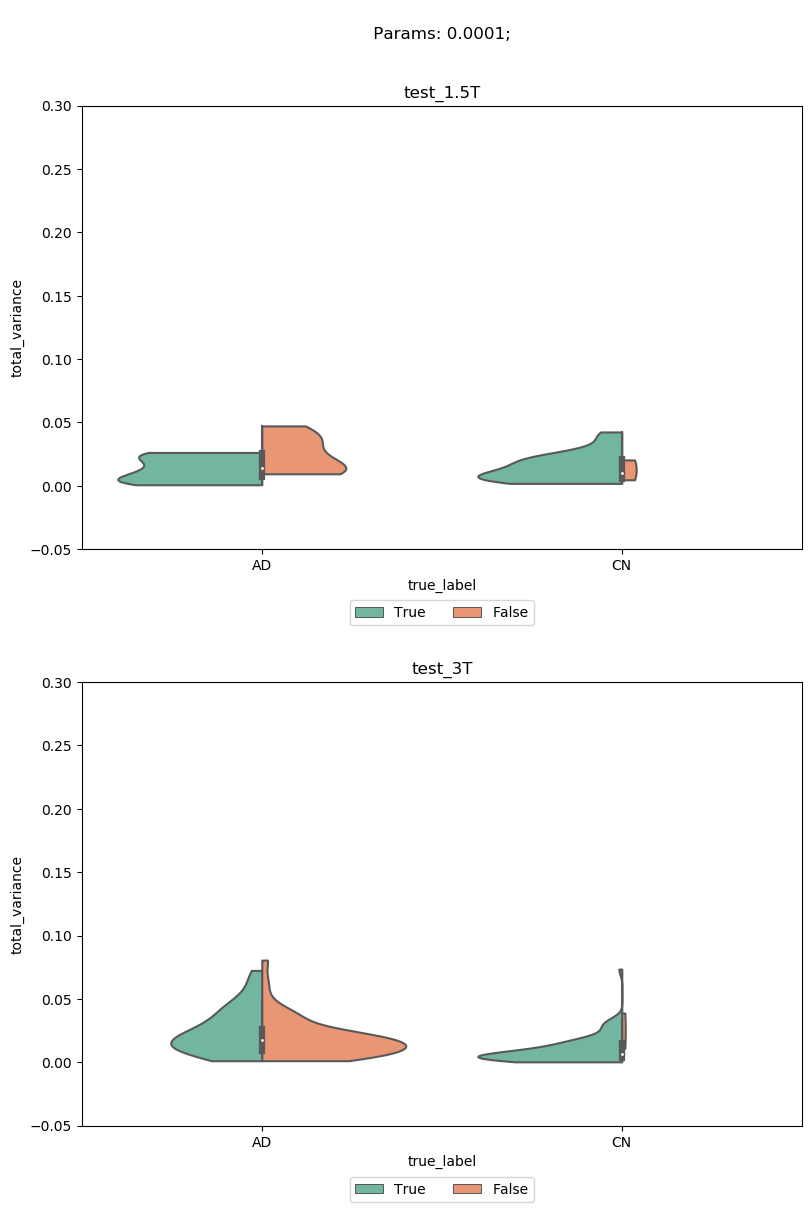 Params: 0.0001;
test_1.5T
0.30
0.25
0.20
0.15
0.10
0.05
0.00
−0.05
total_variance
AD
CN
true_label
True
False
test_3T
0.30
0.25
0.20
0.15
0.10
0.05
0.00
−0.05
total_variance
AD
CN
true_label
True
False